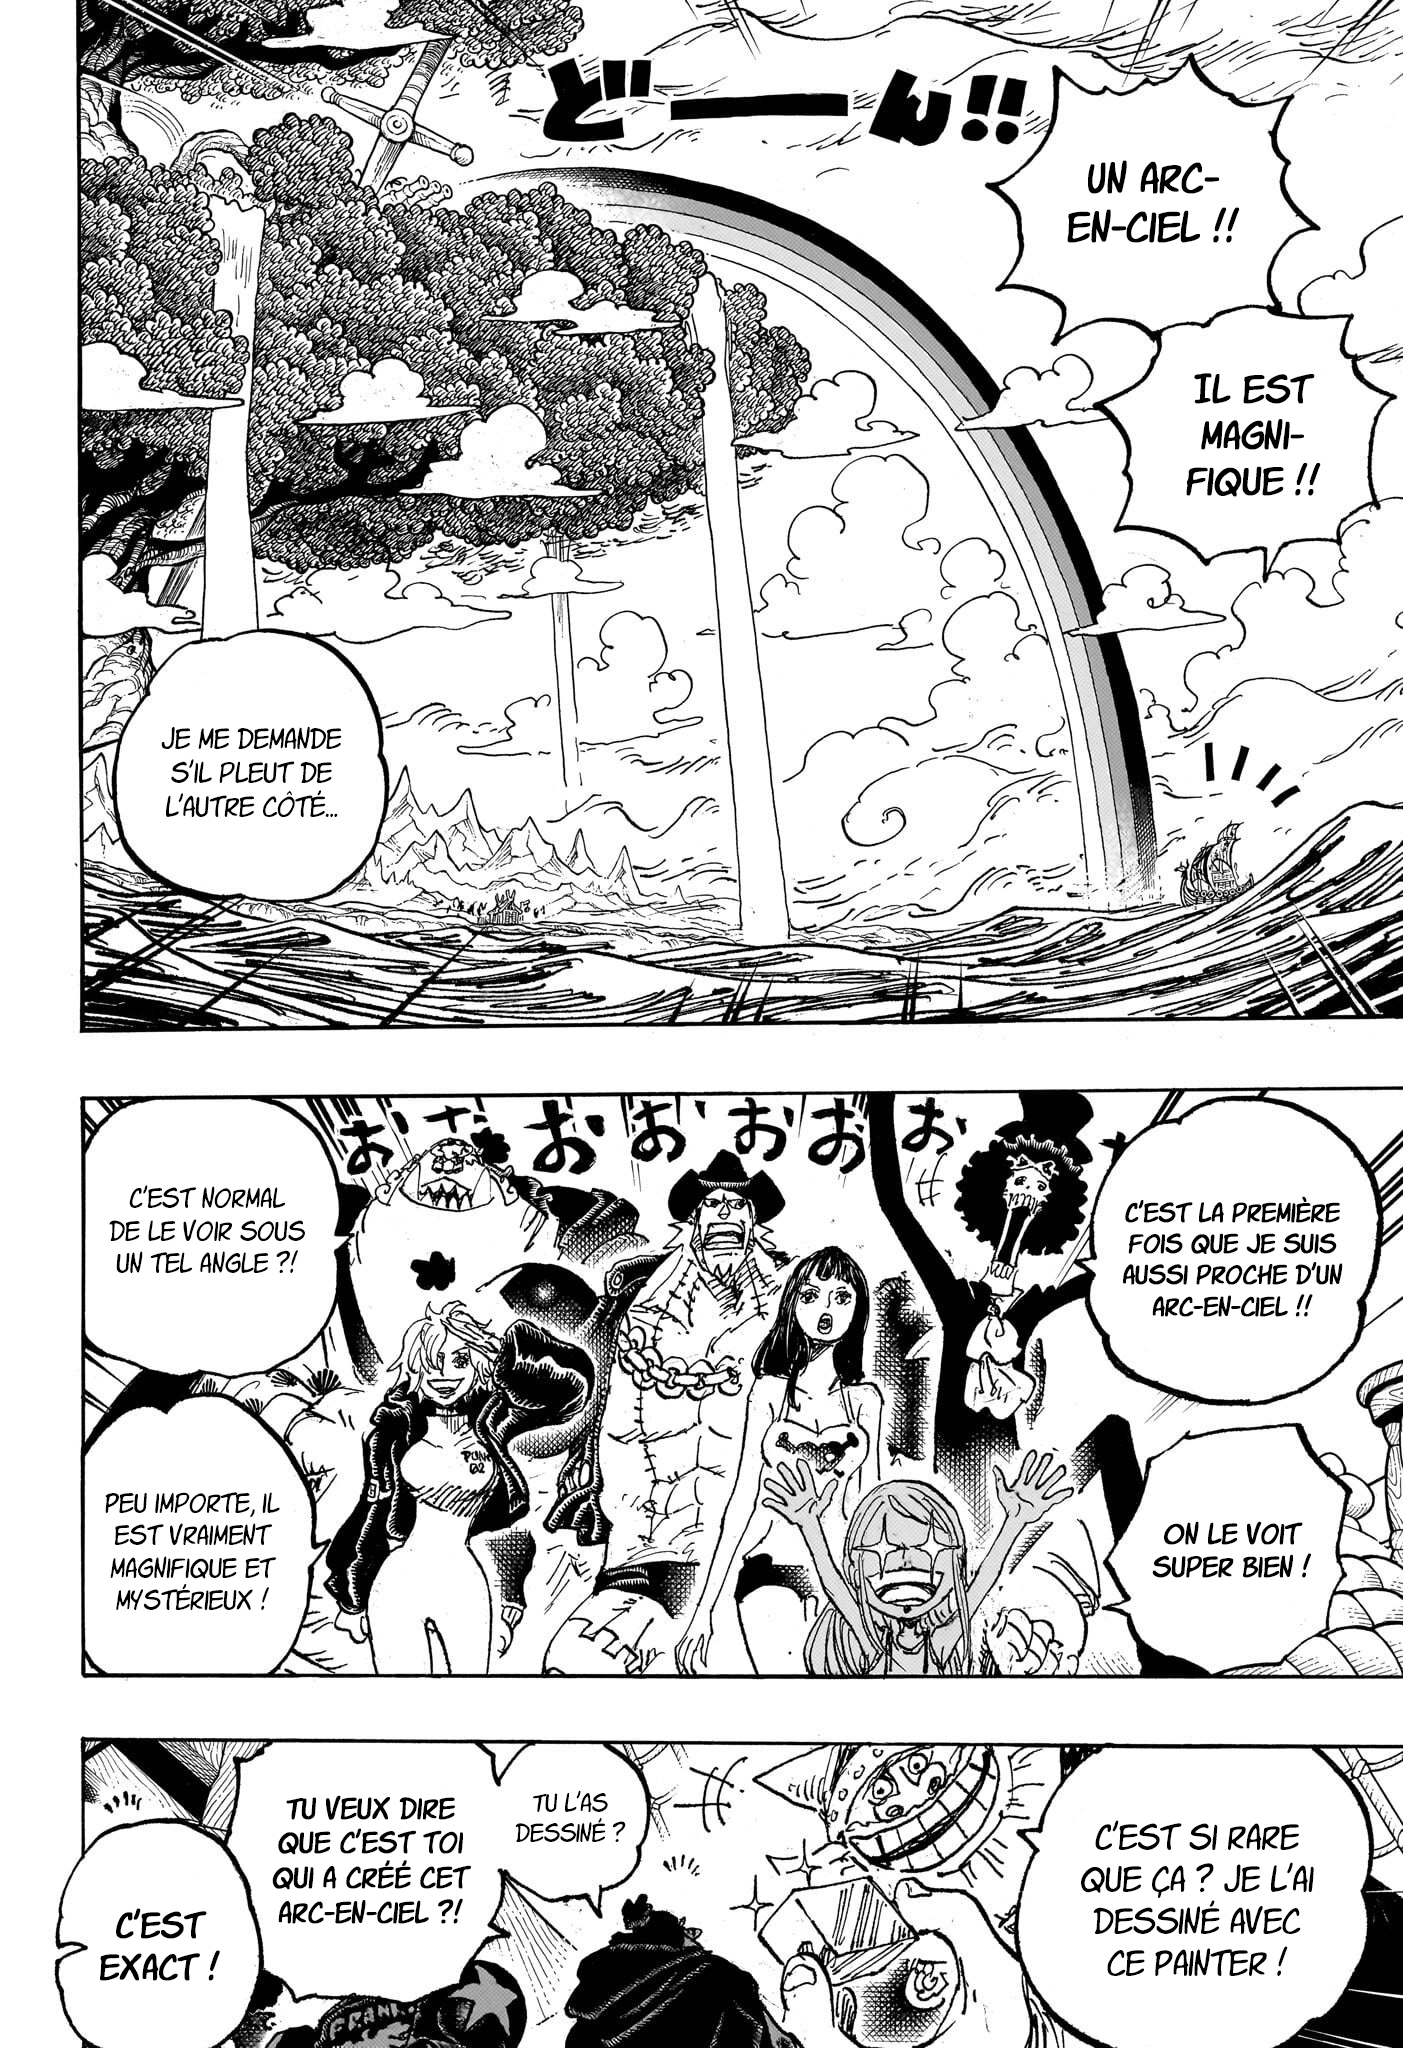 どーん!!
UN ARC-
EN-CIEL !!
IL EST
MAGNI-
FIQUE !!
JE ME DEMANDE
S'IL PLEUT DE
L'AUTRE CÔTÉ...
おおおおおお
C'EST LA PREMIÈRE
FOIS QUE JE SUIS
AUSSI PROCHE D'UN
ARC-EN-CIEL !!
ON LE VOIT
SUPER BIEN !
C'EST NORMAL
DE LE VOIR SOUS
UN TEL ANGLE ?!
PEU IMPORTE, IL
EST VRAIMENT
MAGNIFIQUE ET
MYSTÉRIEUX !
PUNK
02
C'EST SI RARE
QUE ÇA ? JE L'AI
DESSINÉ AVEC
CE PAINTER !
TU L'AS
DESSINÉ ?
TU VEUX DIRE
QUE C'EST TOI
QUI A CRÉÉ CET
ARC-EN-CIEL ?!
C'EST
EXACT !